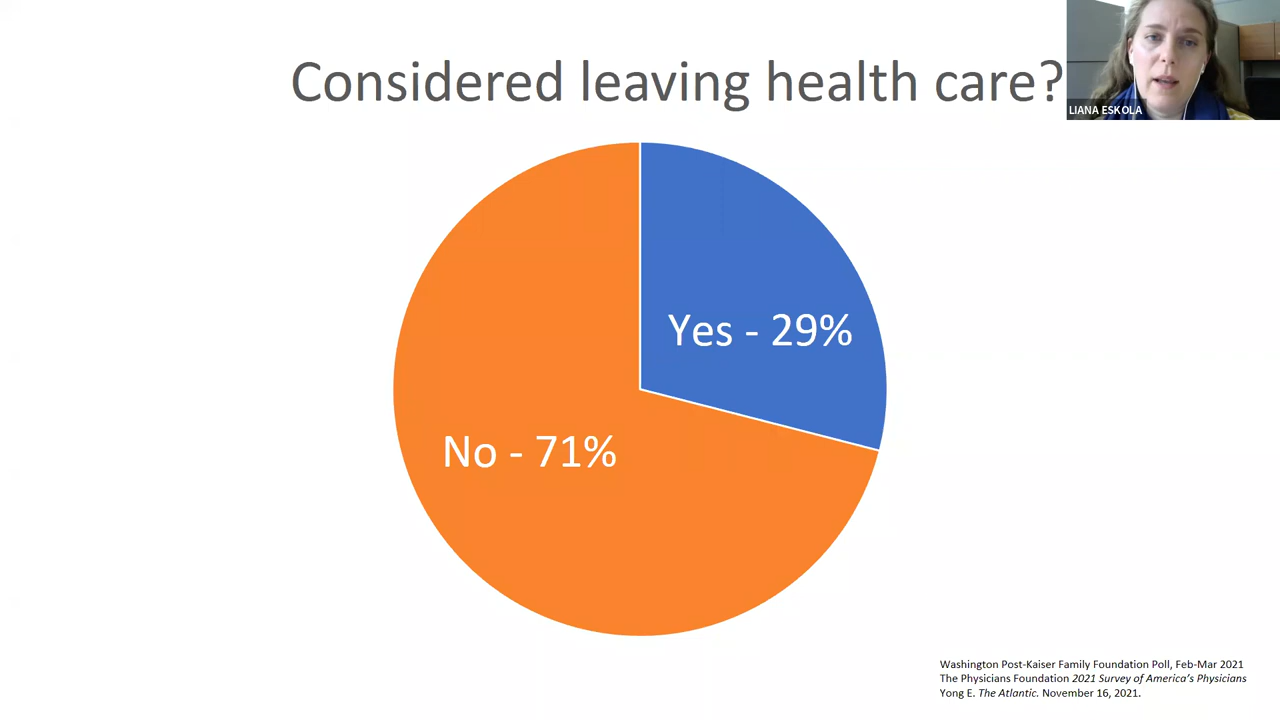 Considered leaving health care?
LIANA ESKOLA
Yes - 29%
No - 71%
Washington Post-Kaiser Family Foundation Poll, Feb-Mar 2021
The Physicians Foundation 2021 Survey of America’s Physicians
Yong E. The Atlantic. November 16, 2021.